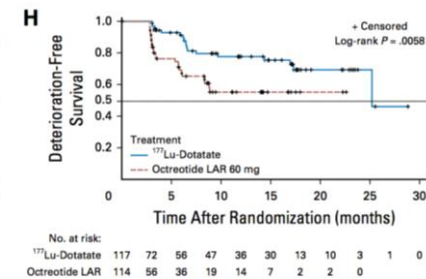 H
1.0
0.8
0.6
0.5
0.4
0.2
Deterioration-Free
Survival
+ Censored
Log-rank P = .0058
Treatment
¹⁷⁷Lu-Dotatate
Octreotide LAR 60 mg
0 5 10 15 20 25 30
Time After Randomization (months)
No. at risk:
¹⁷⁷Lu-Dotatate 117 72 56 47 36 30 13 10 3 1 0
Octreotide LAR 114 56 36 19 14 7 2 2 0